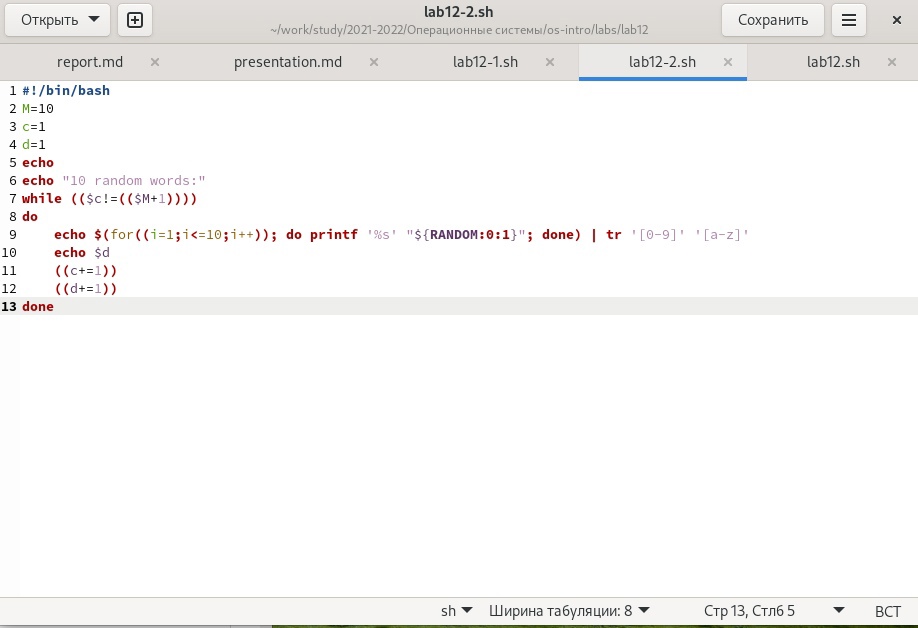 Открыть
lab12-2.sh
~/work/study/2021-2022/Операционные системы/os-intro/labs/lab12
Сохранить
report.md
presentation.md
lab12-1.sh
lab12-2.sh
lab12.sh
1 #!/bin/bash
2 M=10
3 c=1
4 d=1
5 echo
6 echo "10 random words:"
7 while (($c!=(($M+1))))
8 do
9     echo $(for((i=1;i<=10;i++)); do printf '%s' "${RANDOM:0:1}"; done) | tr '[0-9]' '[a-z]'
10     echo $d
11     ((c+=1))
12     ((d+=1))
13 done
sh
Ширина табуляции: 8
Стр 13, Стлб 5
ВСТ